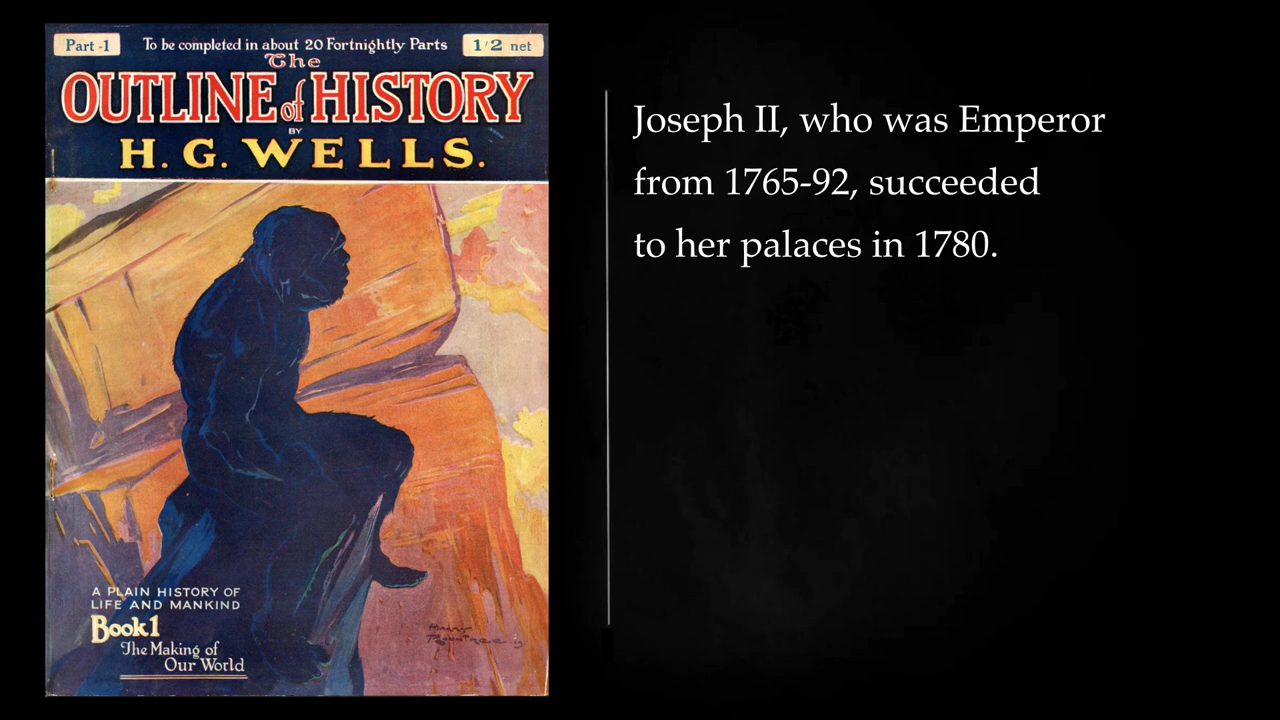 Part -1
To be completed in about 20 Fortnightly Parts
1/2 net
The
OUTLINE of HISTORY
BY
H. G. WELLS.
A PLAIN HISTORY OF
LIFE AND MANKIND
Book 1
The Making of
Our World
Joseph II, who was Emperor
from 1765-92, succeeded
to her palaces in 1780.